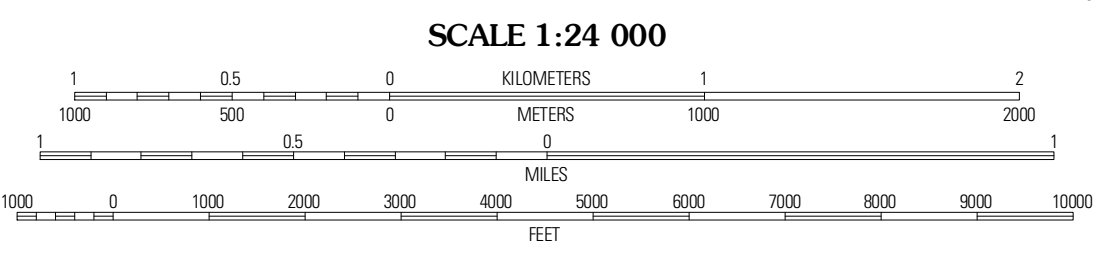 SCALE 1:24 000
1 0.5 0 KILOMETERS 1 2
1000 500 0 METERS 1000 2000
1 0.5 0 1
MILES
1000 0 1000 2000 3000 4000 5000 6000 7000 8000 9000 10000
FEET